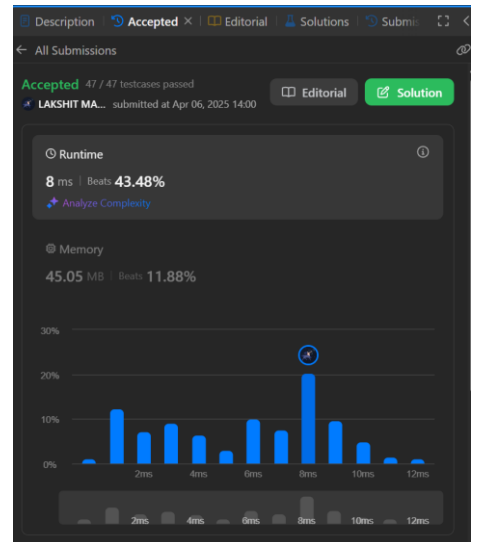 Description | Accepted × | Editorial | Solutions | Submis
← All Submissions
Accepted 47 / 47 testcases passed
LAKSHIT MA... submitted at Apr 06, 2025 14:00
Editorial
Solution
Runtime
8 ms | Beats 43.48%
Analyze Complexity
Memory
45.05 MB | Beats 11.88%
30%
20%
10%
0%
2ms 4ms 6ms 8ms 10ms 12ms
2ms 4ms 6ms 8ms 10ms 12ms